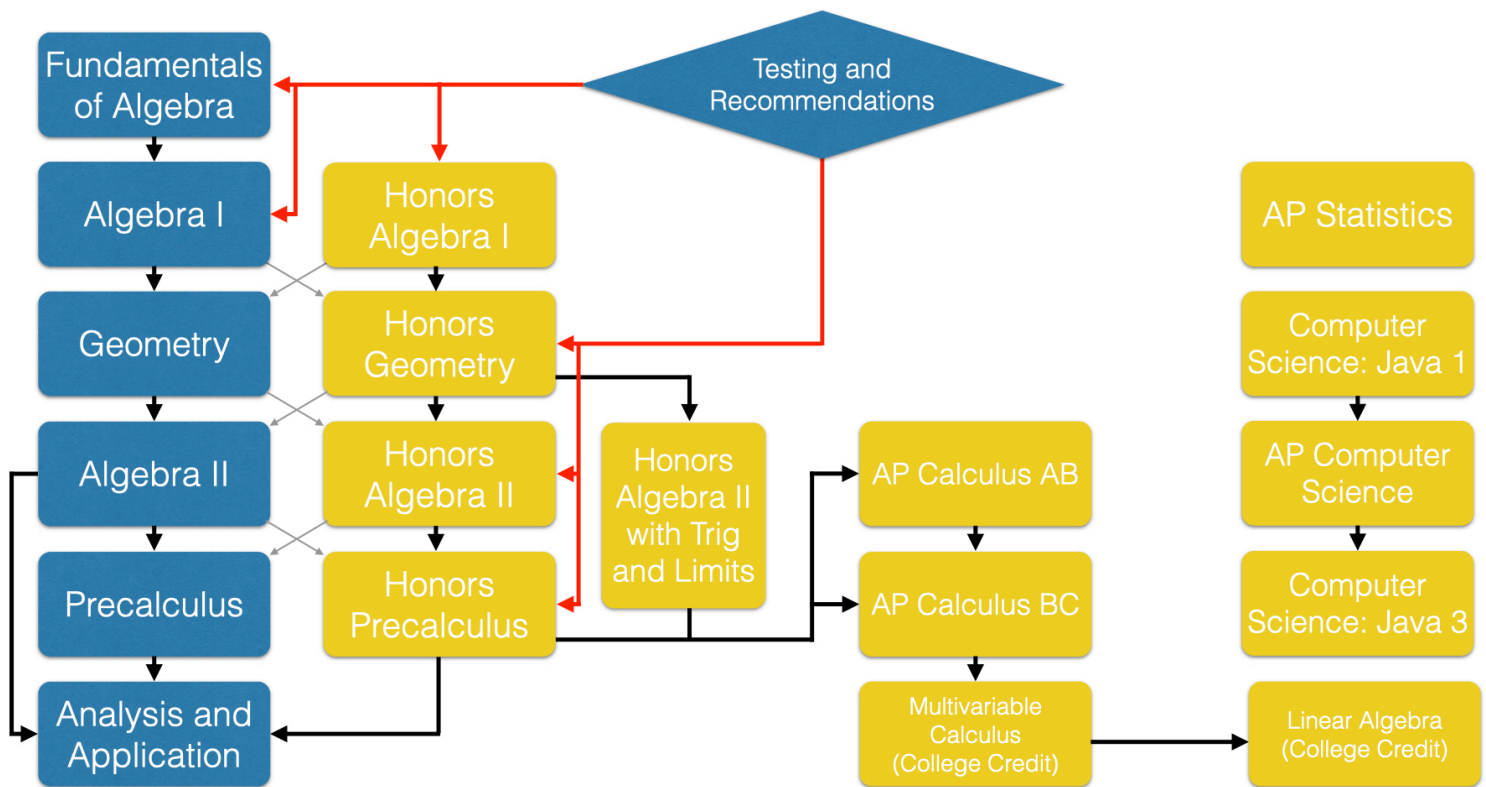 Fundamentals
of Algebra
Testing and
Recommendations
Algebra I
Honors
Algebra I
AP Statistics
Geometry
Honors
Geometry
Computer
Science: Java 1
Algebra II
Honors
Algebra II
Honors
Algebra II
with Trig
and Limits
AP Calculus AB
AP Computer
Science
Precalculus
Honors
Precalculus
AP Calculus BC
Computer
Science: Java 3
Analysis and
Application
Multivariable
Calculus
(College Credit)
Linear Algebra
(College Credit)